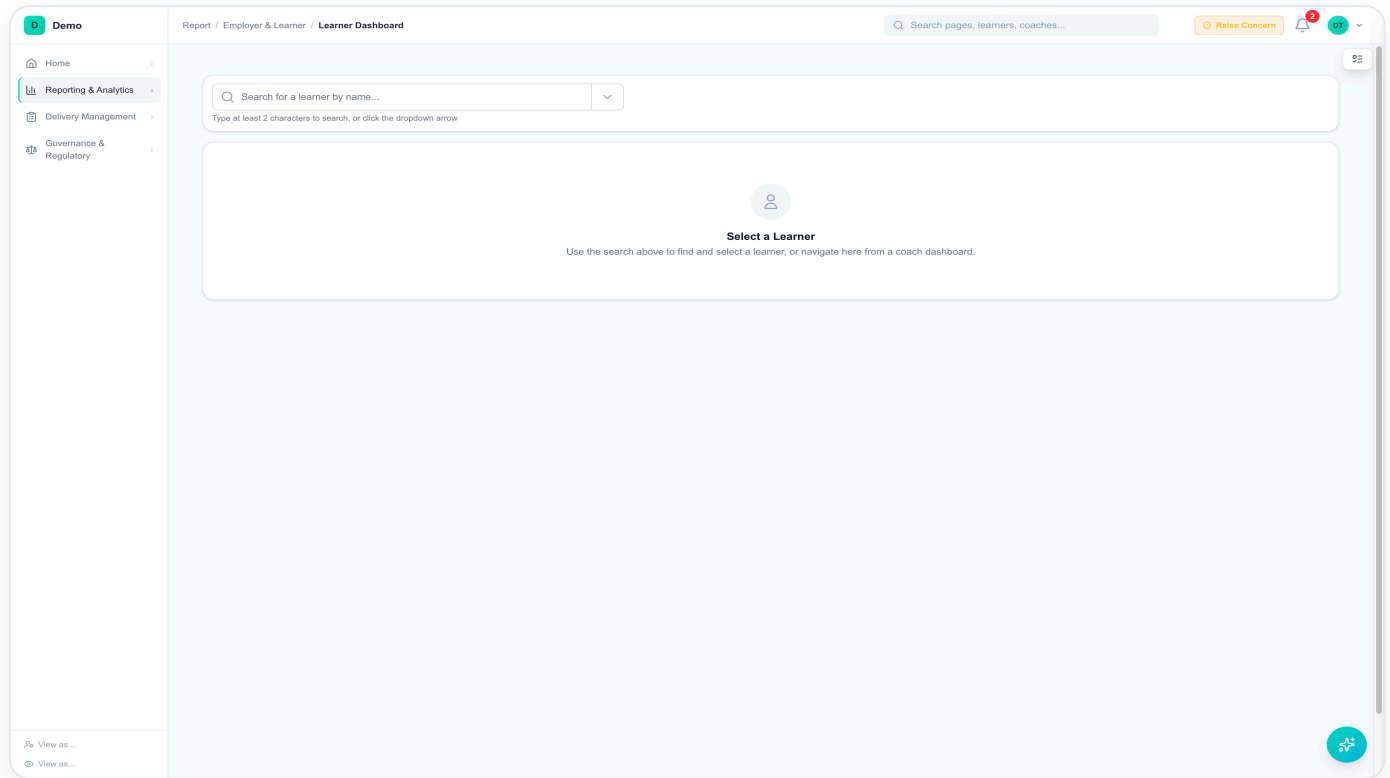 D Demo
Report / Employer & Learner / Learner Dashboard
Search pages, learners, coaches...
Raise Concern
2
DT
Home
Reporting & Analytics
Delivery Management
Governance &
Regulatory
Search for a learner by name...
Type at least 2 characters to search, or click the dropdown arrow
Select a Learner
Use the search above to find and select a learner, or navigate here from a coach dashboard.
View as...
View as...